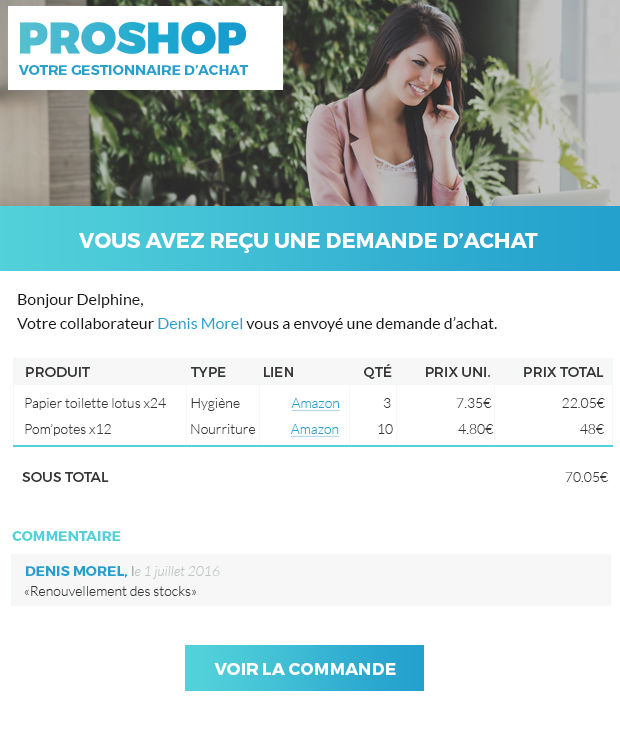 PROSHOP
VOTRE GESTIONNAIRE D'ACHAT
VOUS AVEZ REÇU UNE DEMANDE D'ACHAT
Bonjour Delphine,
Votre collaborateur Denis Morel vous a envoyé une demande d'achat.
PRODUIT TYPE LIEN QTÉ PRIX UNI. PRIX TOTAL
Papier toilette lotus x24 Hygiène Amazon 3 7.35€ 22.05€
Pom'potes x12 Nourriture Amazon 10 4.80€ 48€
SOUS TOTAL 70.05€
COMMENTAIRE
DENIS MOREL, le 1 juillet 2016
«Renouvellement des stocks»
VOIR LA COMMANDE